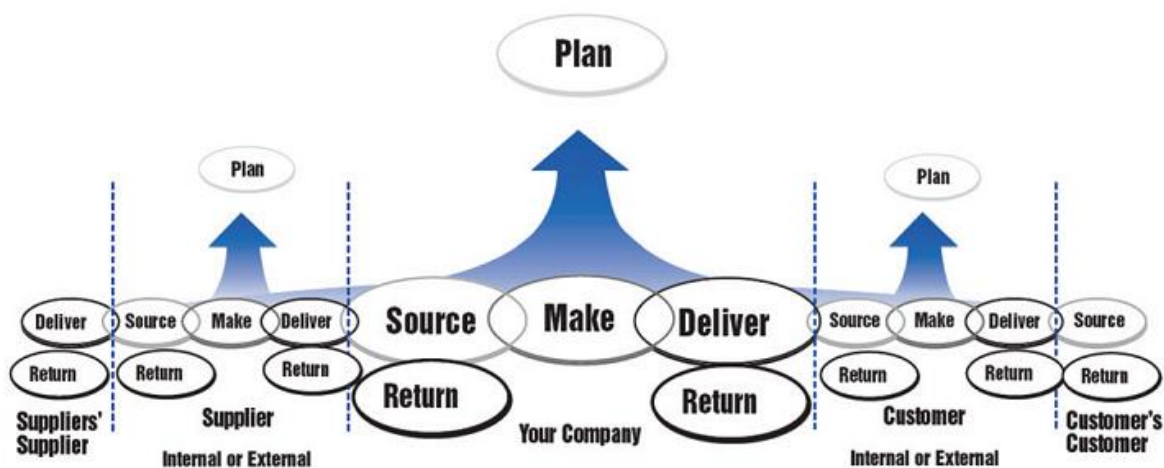 Plan
Plan
Plan
Deliver
Source
Make
Deliver
Source
Make
Deliver
Source
Make
Deliver
Source
Return
Return
Return
Return
Return
Return
Return
Return
Suppliers'
Supplier
Supplier
Your Company
Customer
Customer's
Customer
Internal or External
Internal or External